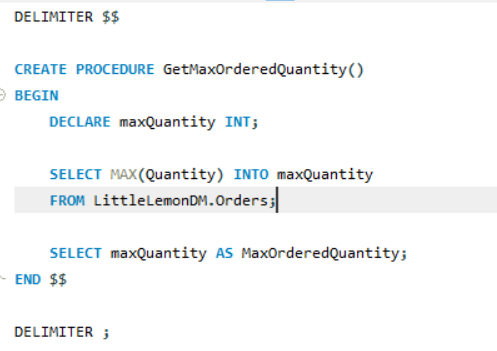 DELIMITER $$
CREATE PROCEDURE GetMaxOrderedQuantity()
BEGIN
DECLARE maxQuantity INT;
SELECT MAX(Quantity) INTO maxQuantity
FROM LittleLemonDM.Orders;
SELECT maxQuantity AS MaxOrderedQuantity;
END $$
DELIMITER ;